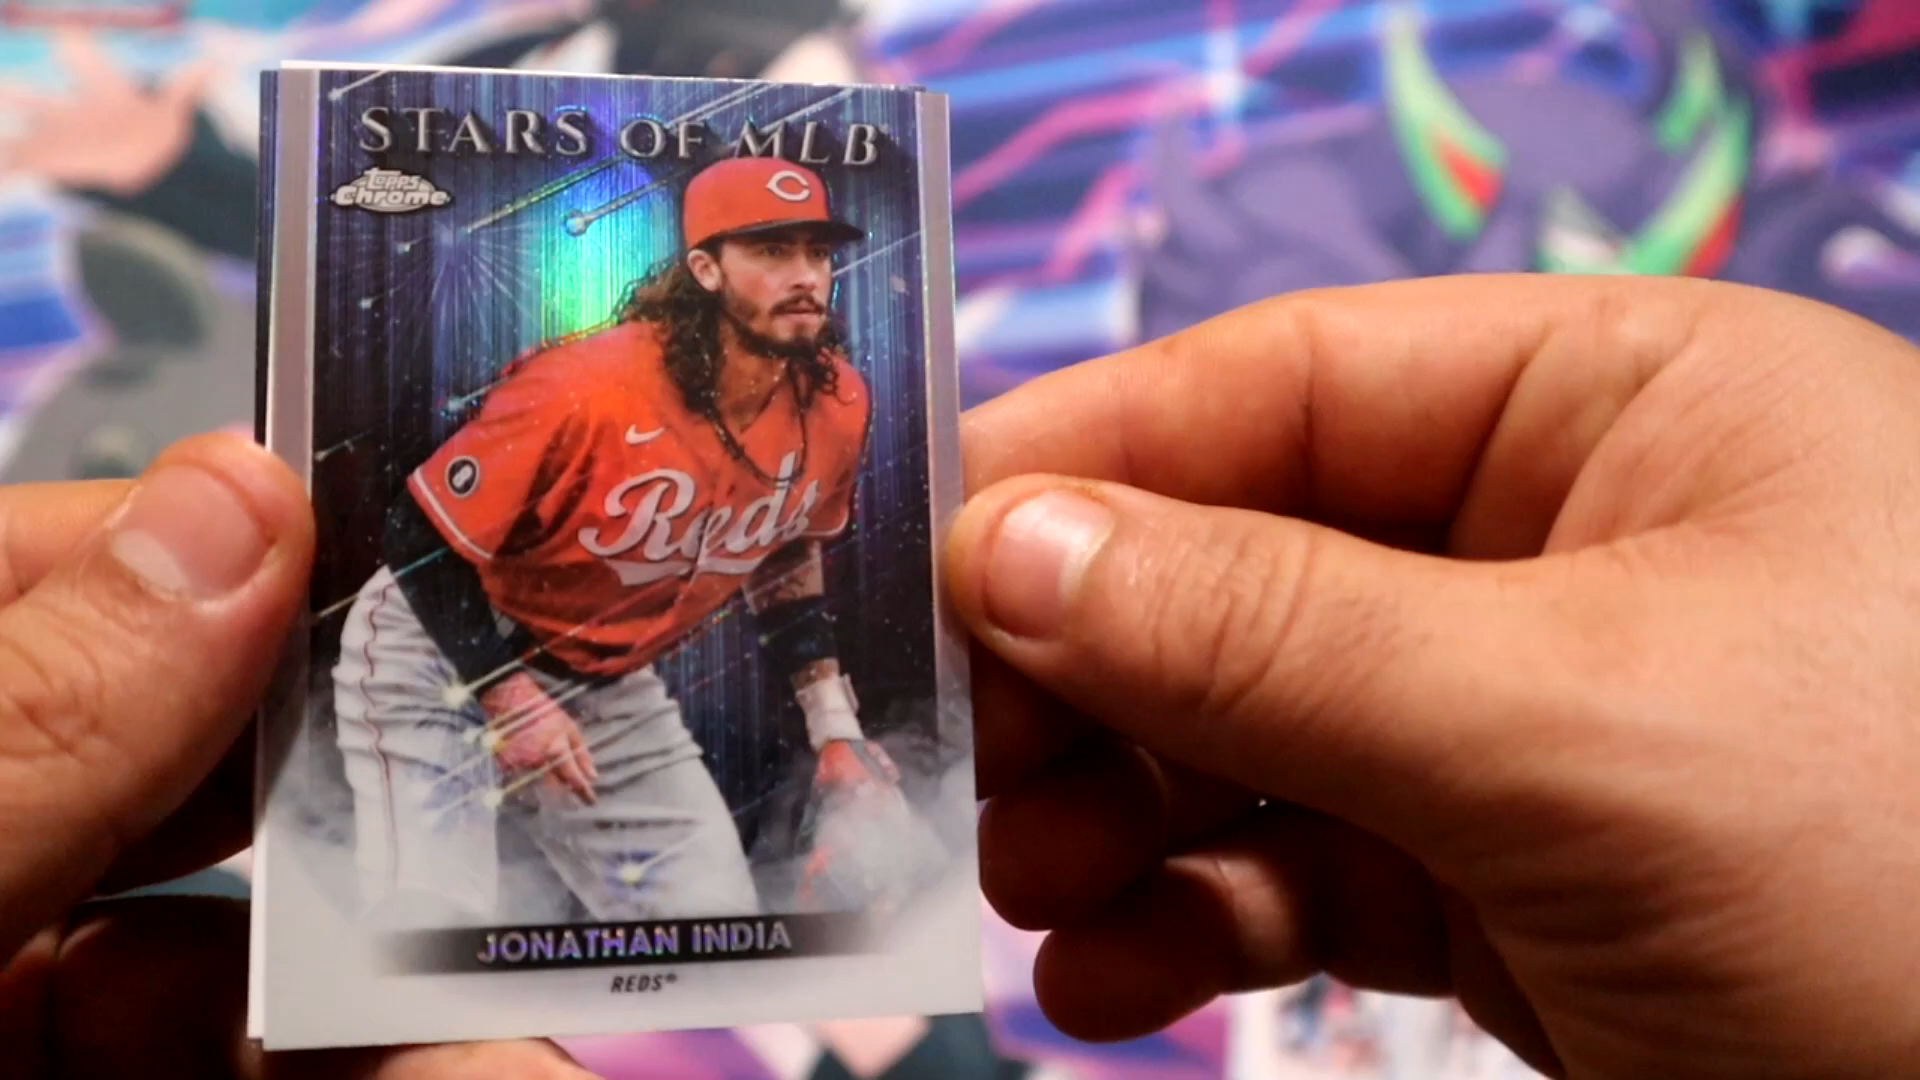 STARS OF MLB
Topps
Chrome
C
Reds
JONATHAN INDIA
REDS®